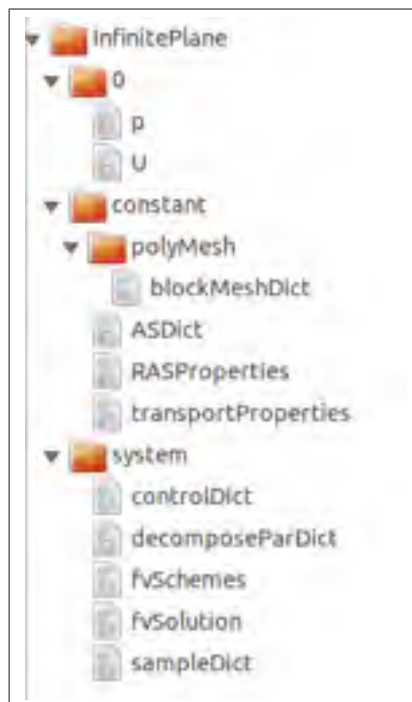 InfinitePlane
0
p
U
constant
polyMesh
blockMeshDict
ASDict
RASProperties
transportProperties
system
controlDict
decomposeParDict
fvSchemes
fvSolution
sampleDict